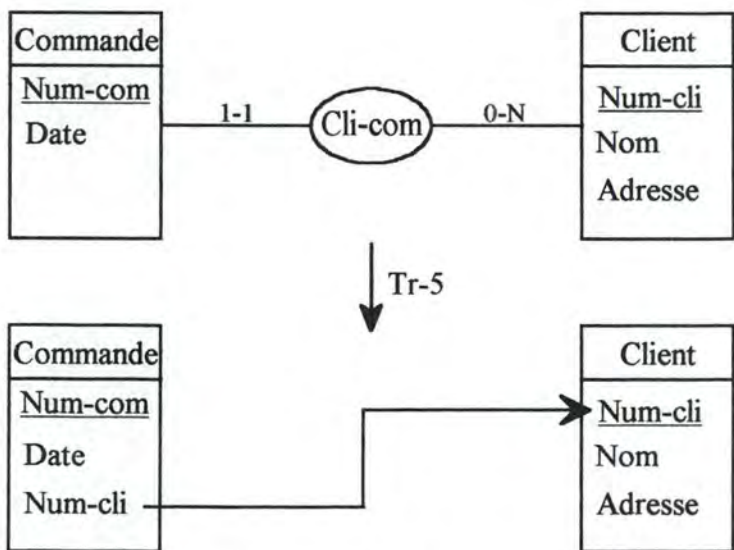 Commande
Num-com
Date
1-1
Cli-com
0-N
Client
Num-cli
Nom
Adresse
Tr-5
Commande
Num-com
Date
Num-cli
Client
Num-cli
Nom
Adresse